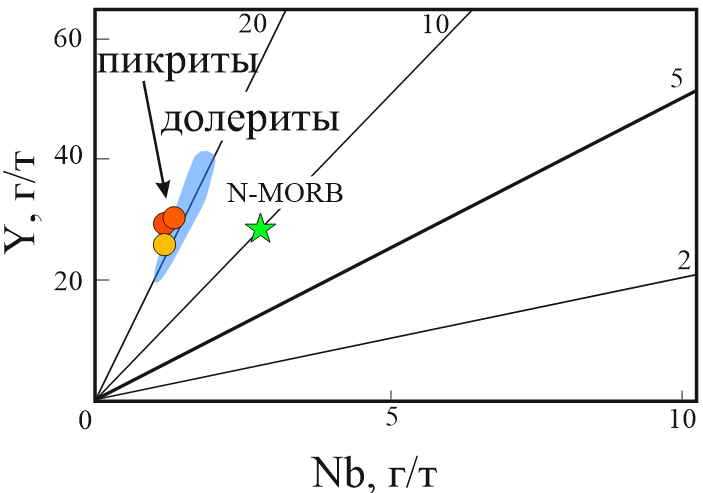 60
20
10
пикриты
5
долериты
40
Y, г/т
N-MORB
2
20
0
5
10
Nb, г/т